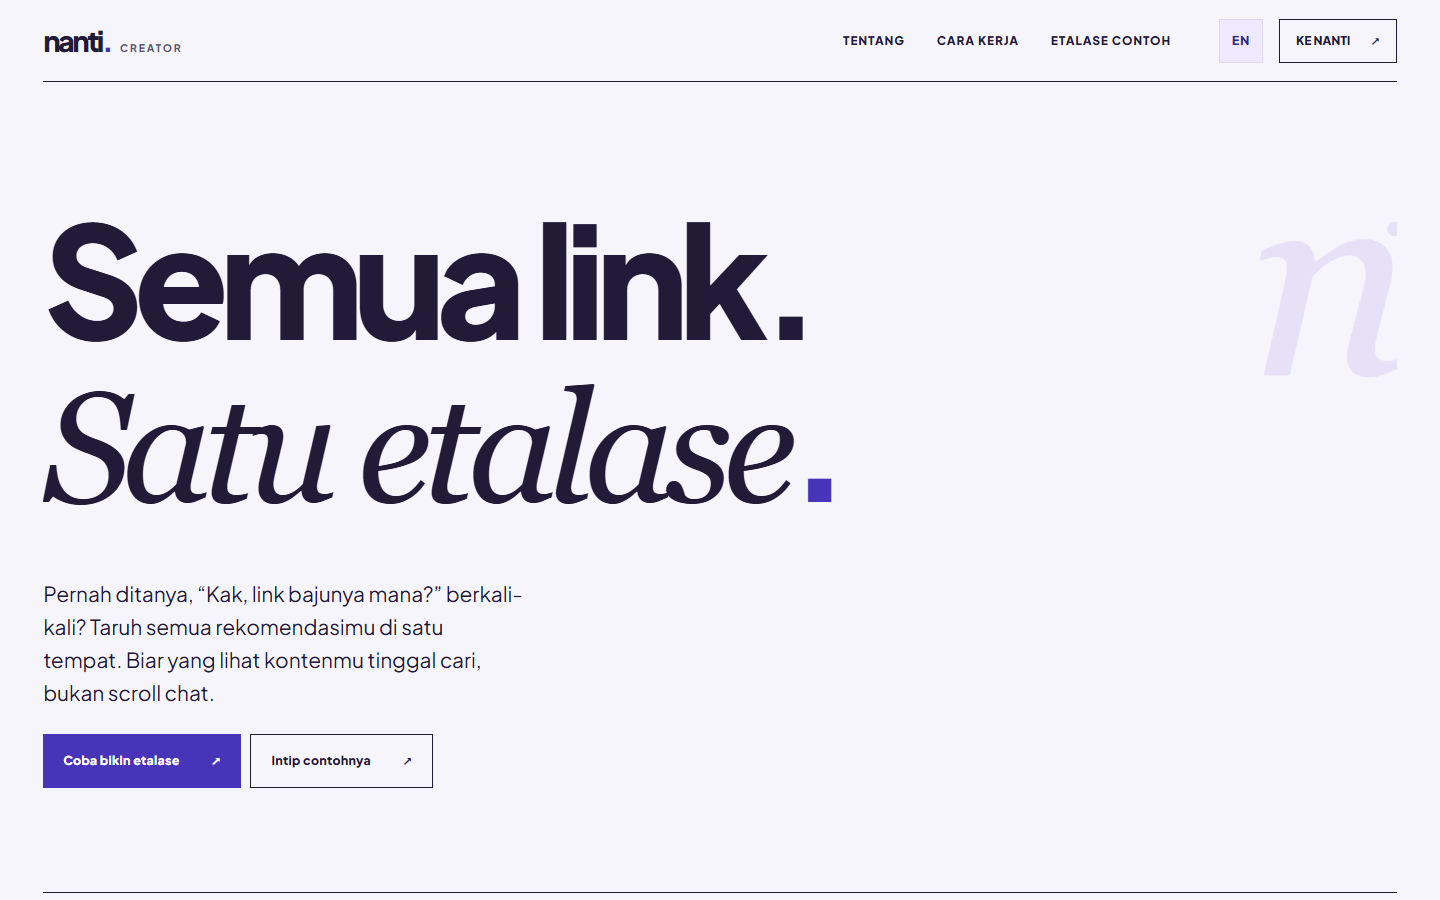 nanti. CREATOR
TENTANG CARA KERJA ETALASE CONTOH EN KE NANTI ↗
Semua link.
n
Satu etalase.
Pernah ditanya, “Kak, link bajunya mana?” berkali-
kali? Taruh semua rekomendasimu di satu
tempat. Biar yang lihat kontenmu tinggal cari,
bukan scroll chat.
Coba bikin etalase ↗
Intip contohnya ↗